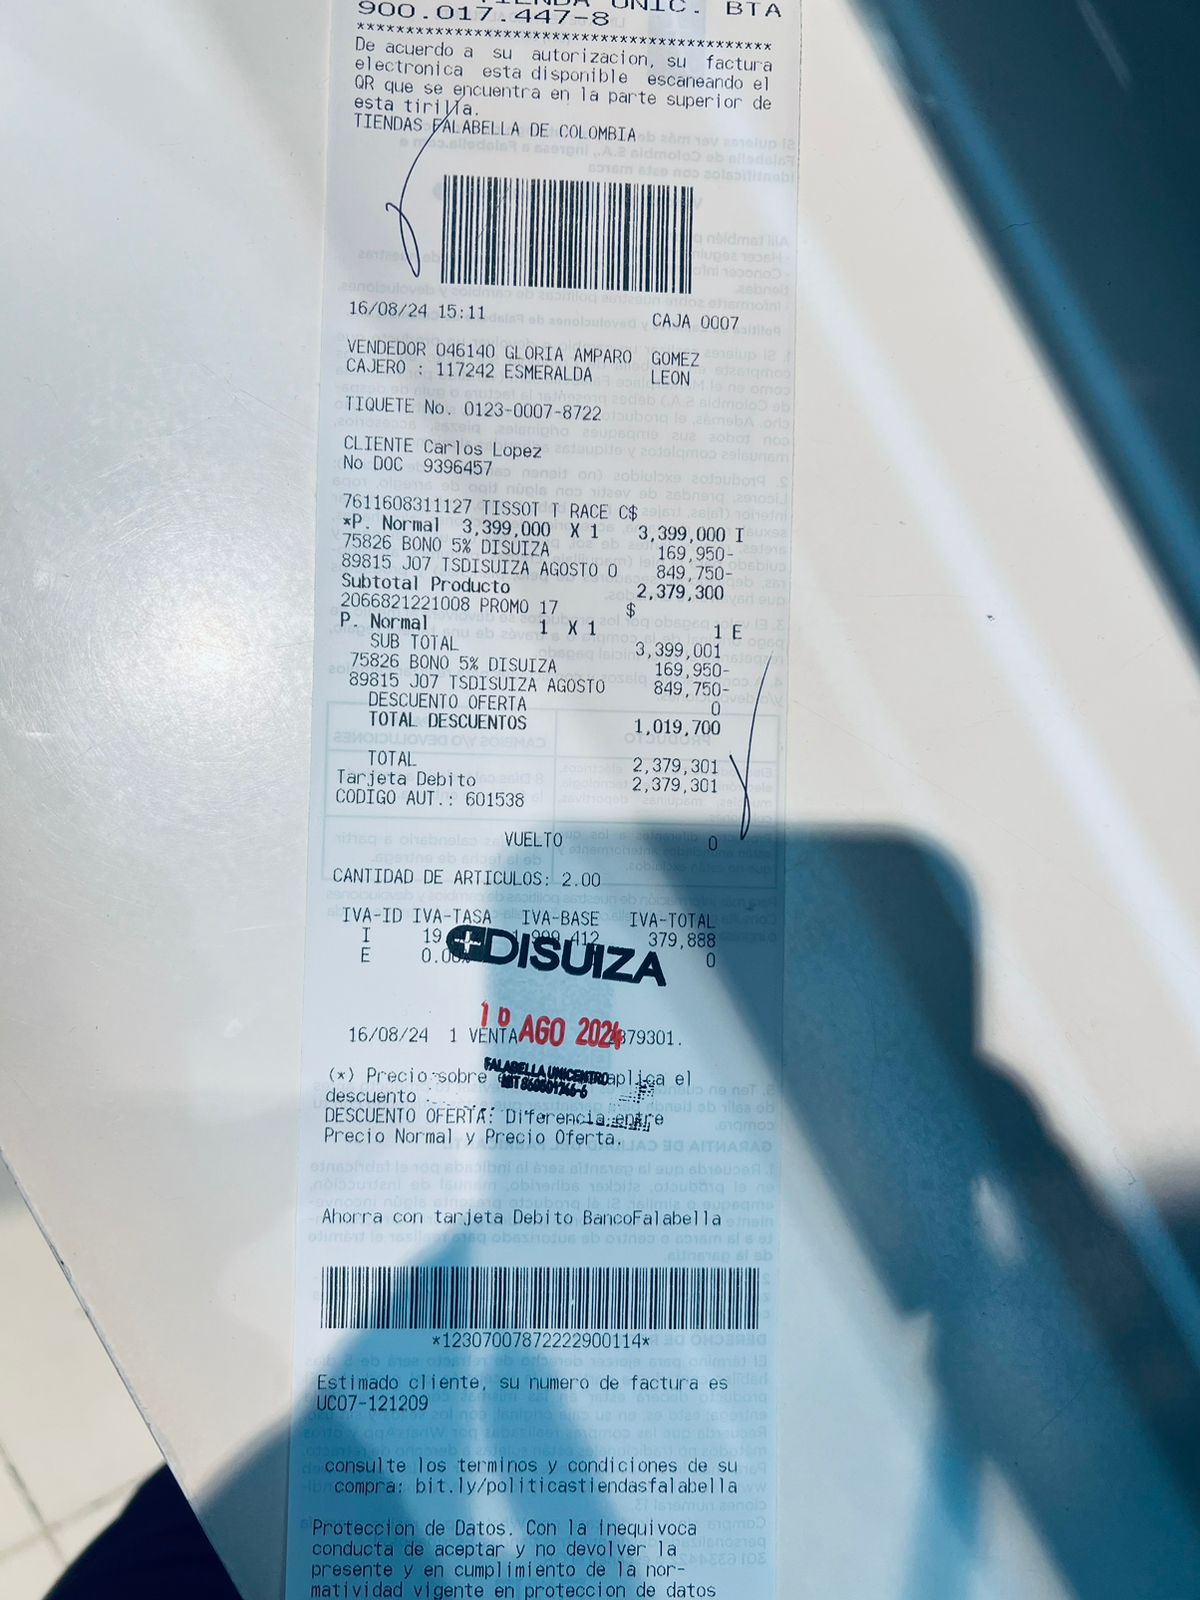 TIENDA UNIC. BTA
900.017.447-8
******************************************
De acuerdo a su autorizacion, su factura
electronica esta disponible escaneando el
QR que se encuentra en la parte superior de
esta tirilla.
TIENDAS FALABELLA DE COLOMBIA
16/08/24 15:11 CAJA 0007
VENDEDOR 046140 GLORIA AMPARO GOMEZ
CAJERO : 117242 ESMERALDA LEON
TIQUETE No. 0123-0007-8722
CLIENTE Carlos Lopez
No DOC 9396457
7611608311127 TISSOT T RACE C$
*P. Normal 3,399,000 X 1 3,399,000 I
75826 BONO 5% DISUIZA 169,950-
89815 J07 TSDISUIZA AGOSTO 0 849,750-
Subtotal Producto 2,379,300
2066821221008 PROMO 17 $
P. Normal 1 X 1 1 E
SUB TOTAL 3,399,001
75826 BONO 5% DISUIZA 169,950-
89815 J07 TSDISUIZA AGOSTO 849,750-
DESCUENTO OFERTA 0
TOTAL DESCUENTOS 1,019,700
TOTAL 2,379,301
Tarjeta Debito 2,379,301
CODIGO AUT.: 601538
VUELTO 0
CANTIDAD DE ARTICULOS: 2.00
IVA-ID IVA-TASA IVA-BASE IVA-TOTAL
I 19 999,412 379,888
E 0.00% 0
DISUIZA
16 AGO 2024
16/08/24 1 VENTA 2379301.
FALABELLA UNICENTRO
(*) Precio sobre aplica el
descuento
DESCUENTO OFERTA: Diferencia entre
Precio Normal y Precio Oferta.
Ahorra con tarjeta Debito BancoFalabella
*12307007872222900114*
Estimado cliente, su numero de factura es
UC07-121209
consulte los terminos y condiciones de su
compra: bit.ly/politicastiendasfalabella
Proteccion de Datos. Con la inequivoca
conducta de aceptar y no devolver la
presente y en cumplimiento de la nor-
matividad vigente en proteccion de datos